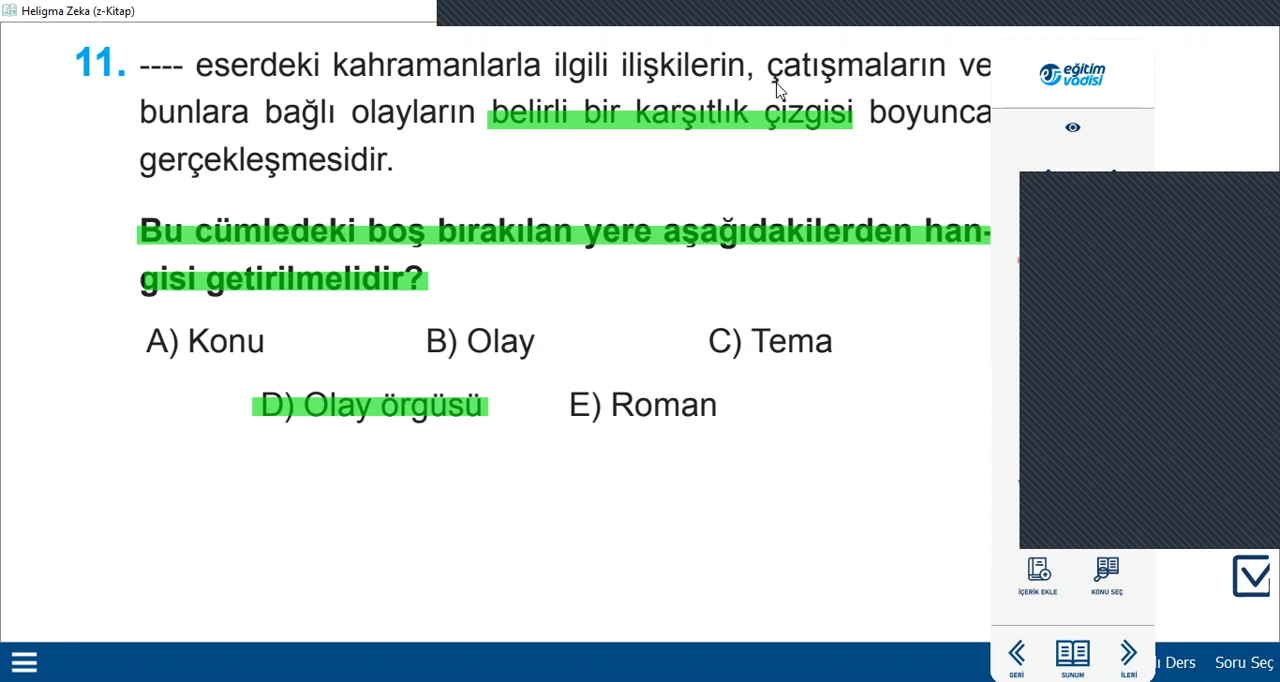 Heligma Zeka (z-Kitap)
11. ---- eserdeki kahramanlarla ilgili ilişkilerin, çatışmaların ve
bunlara bağlı olayların belirli bir karşıtlık çizgisi boyunca
gerçekleşmesidir.
Bu cümledeki boş bırakılan yere aşağıdakilerden han-
gisi getirilmelidir?
A) Konu B) Olay C) Tema
D) Olay örgüsü E) Roman
eğitim
vadisi
İÇERİK EKLE KONU SEÇ
GERİ SUNUM İLERİ
Ders Soru Seç